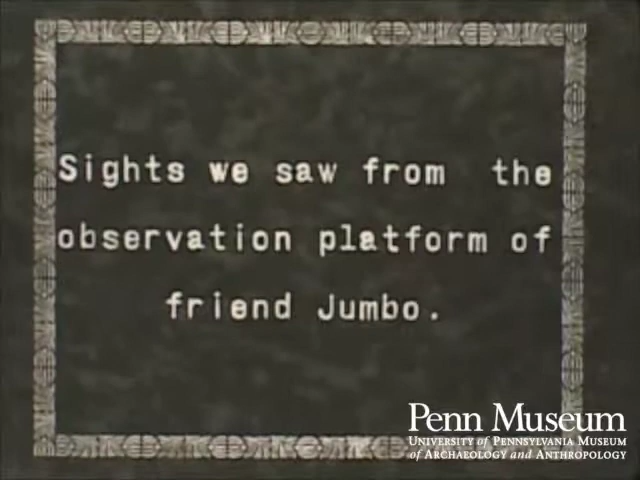 Sights we saw from the
observation platform of
friend Jumbo.
Penn Museum
UNIVERSITY of PENNSYLVANIA MUSEUM
of ARCHAEOLOGY and ANTHROPOLOGY